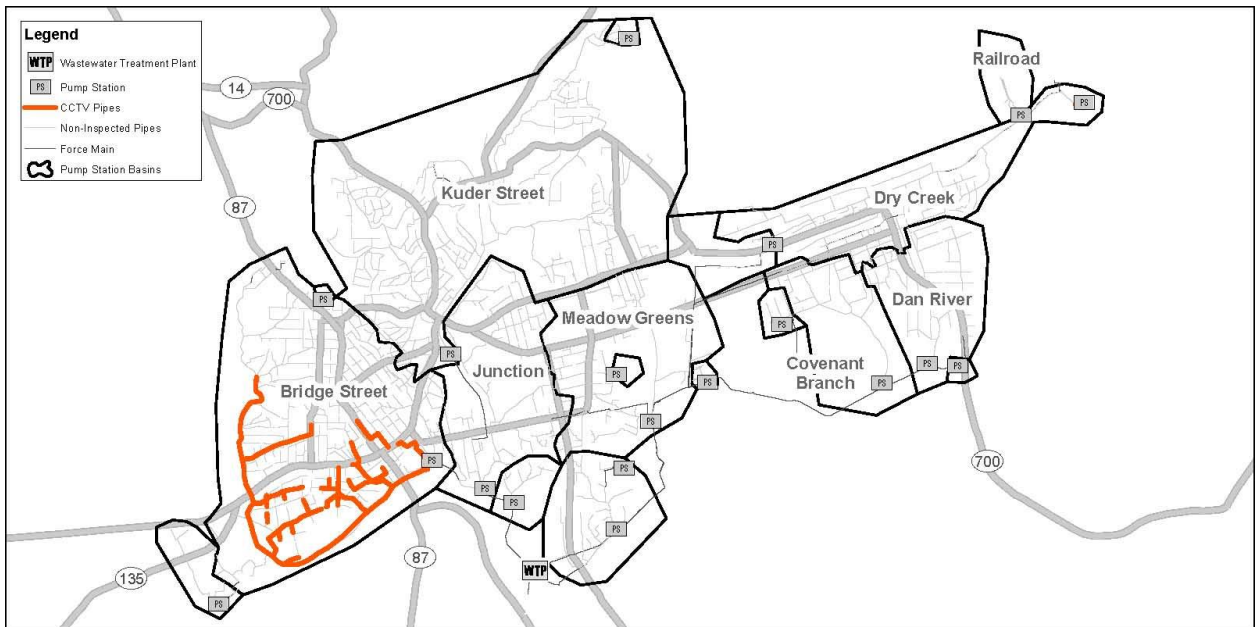 Legend
WTP Wastewater Treatment Plant
PS Pump Station
CCTV Pipes
Non-Inspected Pipes
Force Main
Pump Station Basins
PS
Railroad
PS
PS
14
700
Kuder Street
Dry Creek
87
PS
Dan River
PS
Meadow Greens
PS
PS
Junction
Covenant
Branch
PS
PS
PS
PS
PS
Bridge Street
PS
PS
PS
700
PS
PS
PS
87
WTP
135
PS